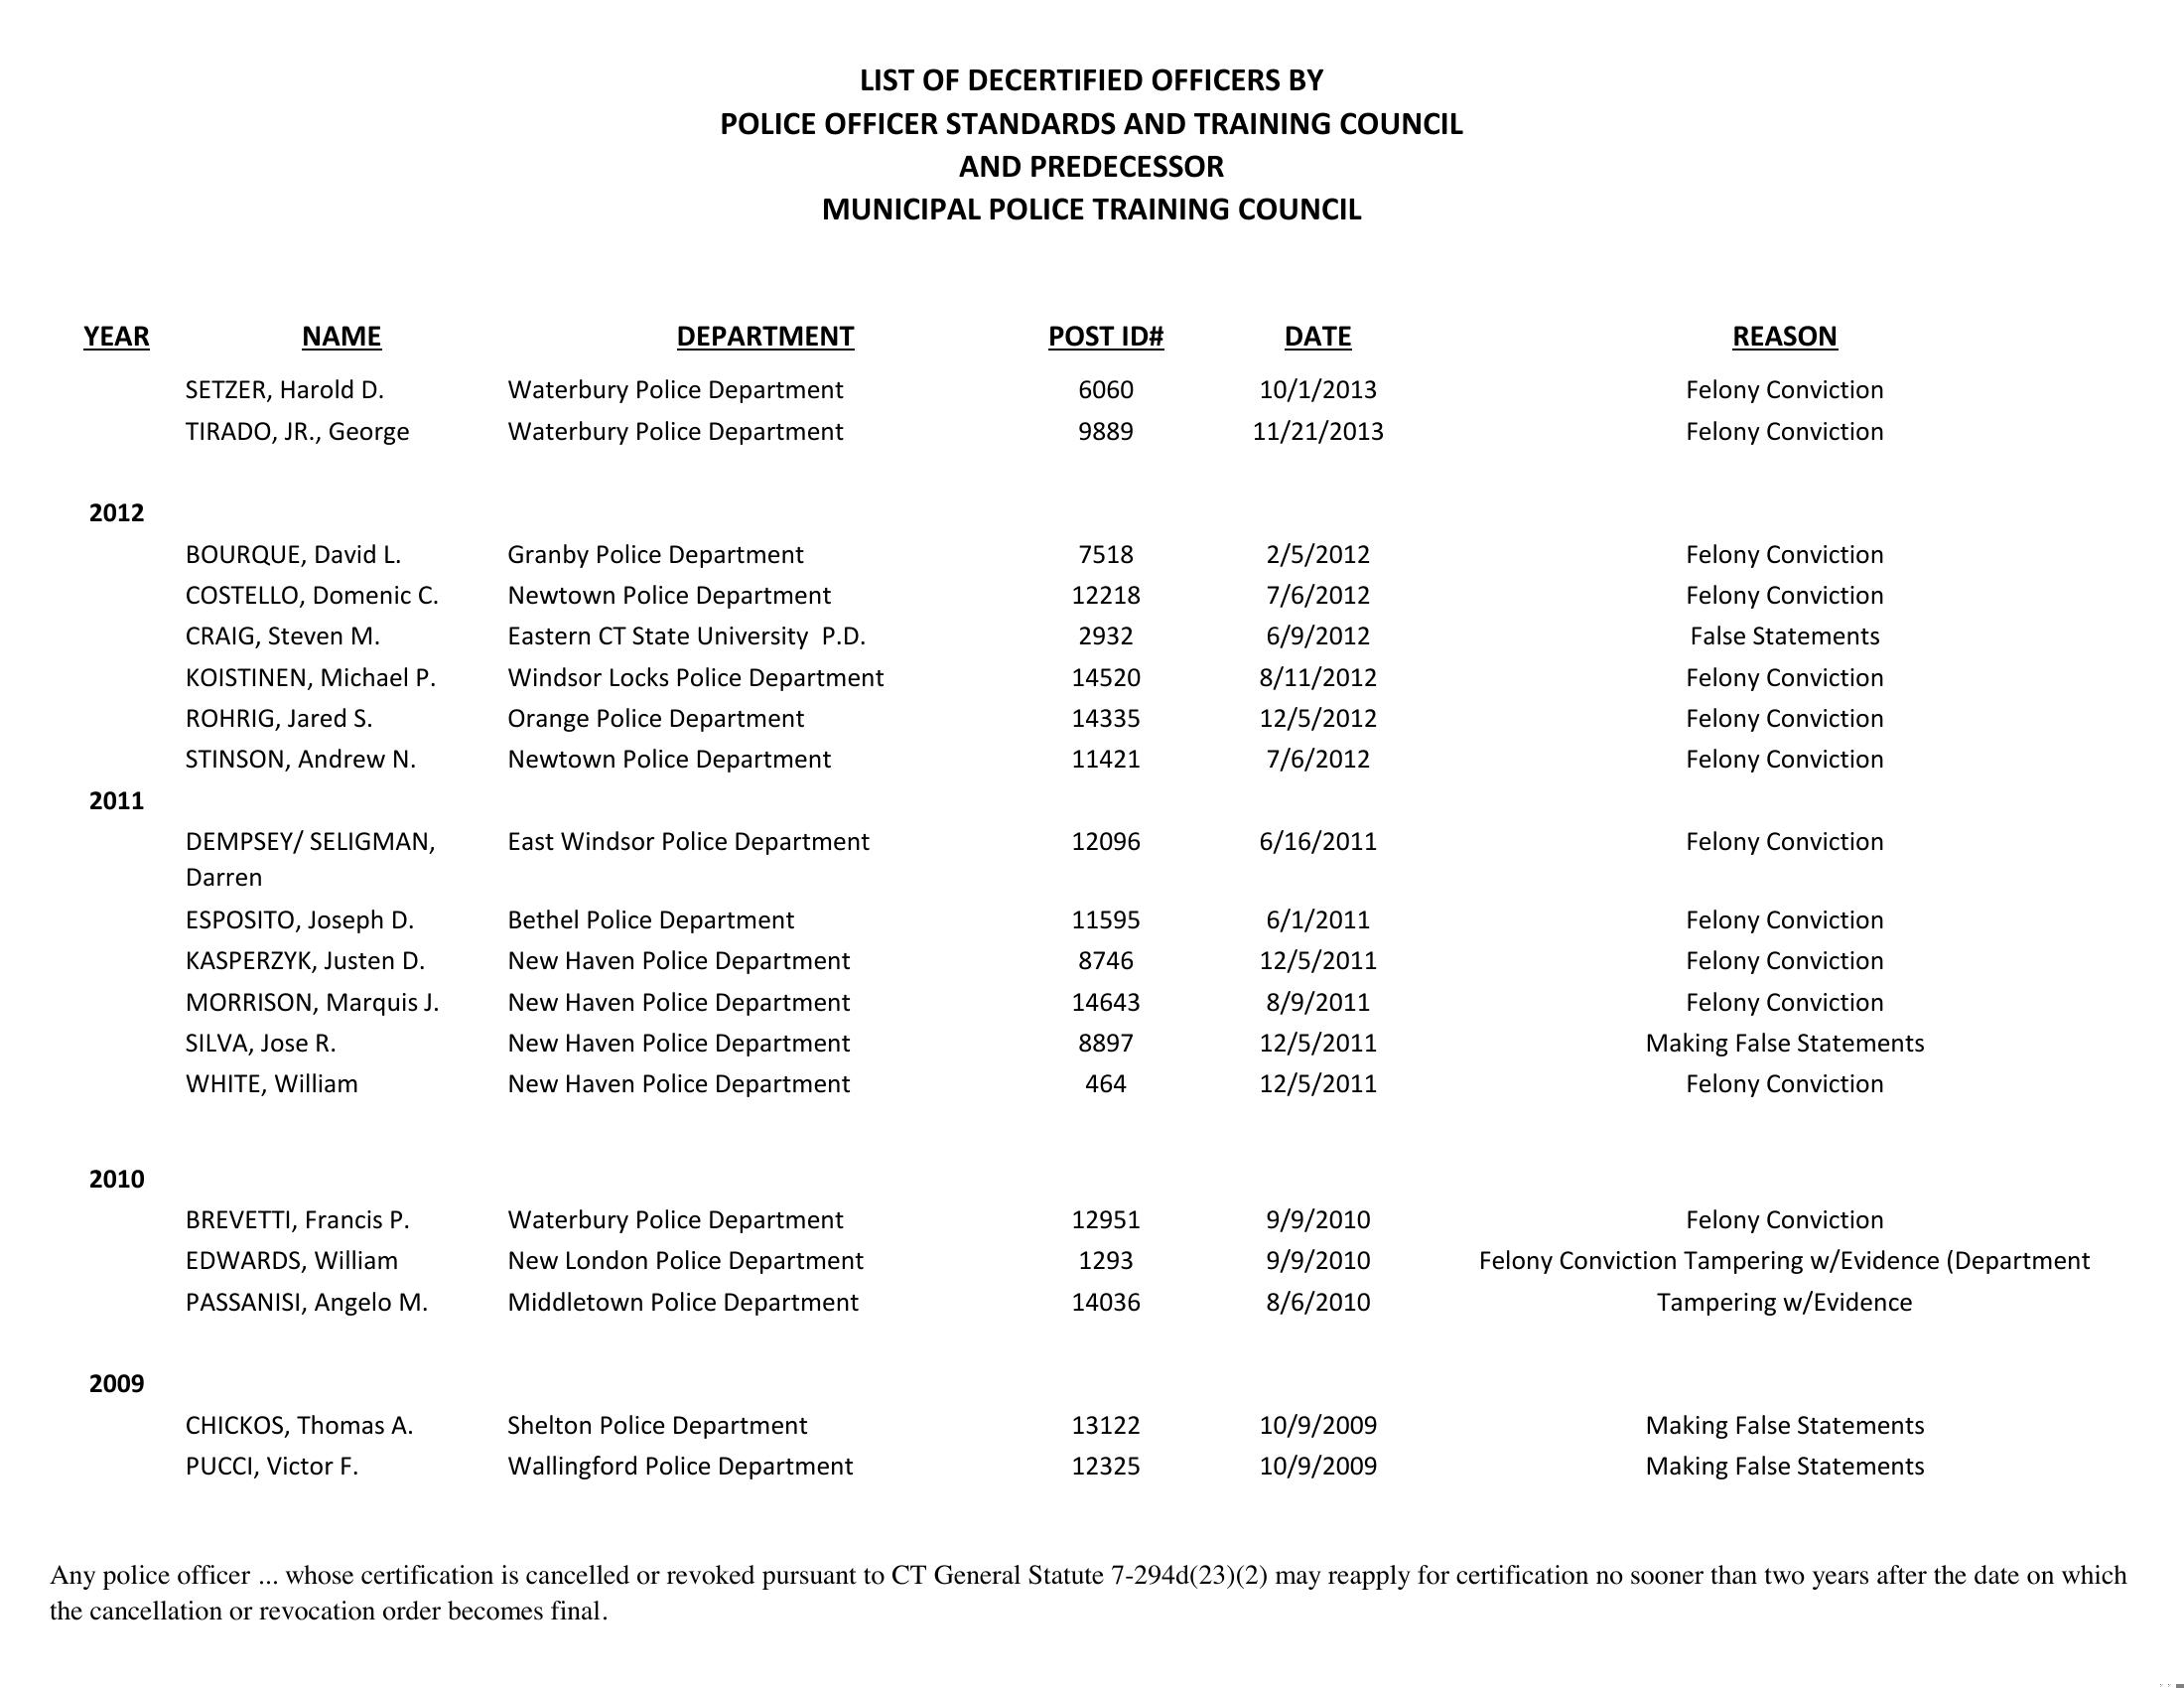 LIST OF DECERTIFIED OFFICERS BY
POLICE OFFICER STANDARDS AND TRAINING COUNCIL
AND PREDECESSOR
MUNICIPAL POLICE TRAINING COUNCIL
YEAR NAME DEPARTMENT POST ID# DATE REASON
SETZER, Harold D. Waterbury Police Department 6060 10/1/2013 Felony Conviction
TIRADO, JR., George Waterbury Police Department 9889 11/21/2013 Felony Conviction
2012
BOURQUE, David L. Granby Police Department 7518 2/5/2012 Felony Conviction
COSTELLO, Domenic C. Newtown Police Department 12218 7/6/2012 Felony Conviction
CRAIG, Steven M. Eastern CT State University P.D. 2932 6/9/2012 False Statements
KOISTINEN, Michael P. Windsor Locks Police Department 14520 8/11/2012 Felony Conviction
ROHRIG, Jared S. Orange Police Department 14335 12/5/2012 Felony Conviction
STINSON, Andrew N. Newtown Police Department 11421 7/6/2012 Felony Conviction
2011
DEMPSEY/ SELIGMAN, East Windsor Police Department 12096 6/16/2011 Felony Conviction
Darren
ESPOSITO, Joseph D. Bethel Police Department 11595 6/1/2011 Felony Conviction
KASPERZYK, Justen D. New Haven Police Department 8746 12/5/2011 Felony Conviction
MORRISON, Marquis J. New Haven Police Department 14643 8/9/2011 Felony Conviction
SILVA, Jose R. New Haven Police Department 8897 12/5/2011 Making False Statements
WHITE, William New Haven Police Department 464 12/5/2011 Felony Conviction
2010
BREVETTI, Francis P. Waterbury Police Department 12951 9/9/2010 Felony Conviction
EDWARDS, William New London Police Department 1293 9/9/2010 Felony Conviction Tampering w/Evidence (Department
PASSANISI, Angelo M. Middletown Police Department 14036 8/6/2010 Tampering w/Evidence
2009
CHICKOS, Thomas A. Shelton Police Department 13122 10/9/2009 Making False Statements
PUCCI, Victor F. Wallingford Police Department 12325 10/9/2009 Making False Statements
Any police officer ... whose certification is cancelled or revoked pursuant to CT General Statute 7-294d(23)(2) may reapply for certification no sooner than two years after the date on which
the cancellation or revocation order becomes final.